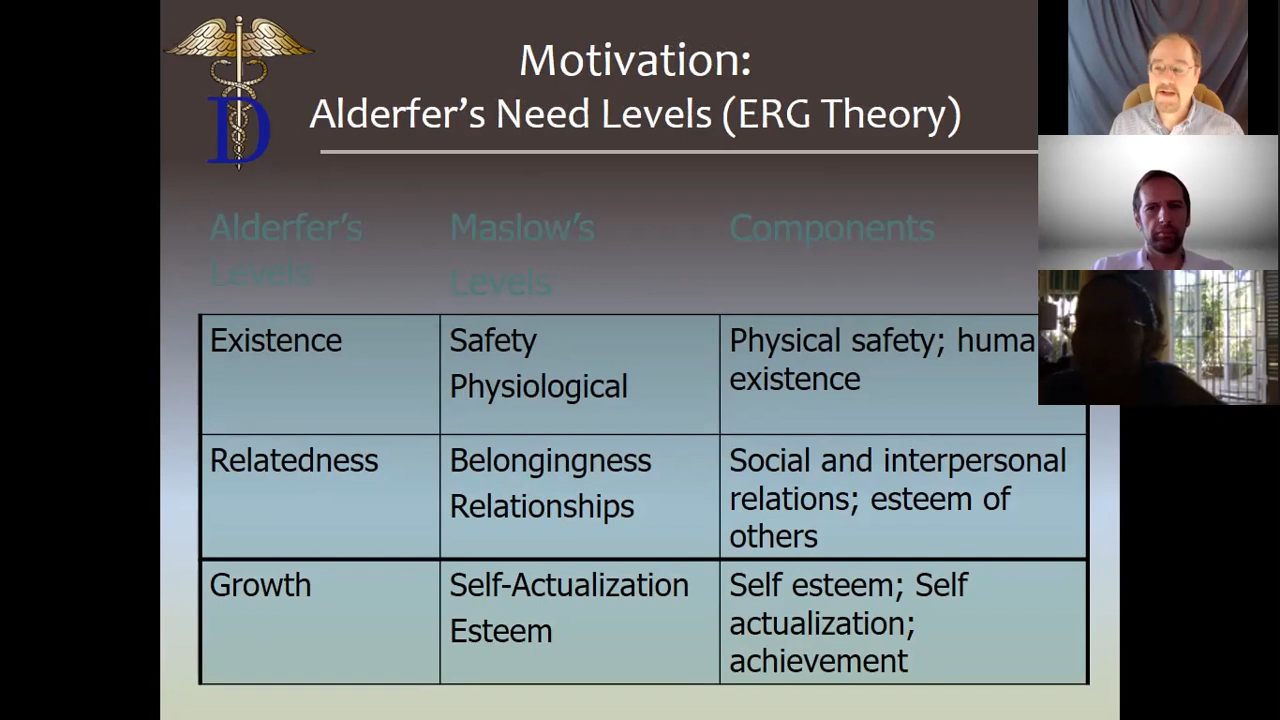 Motivation:
Alderfer's Need Levels (ERG Theory)
D
Alderfer's
Levels
Maslow's
Levels
Components
Existence
Safety
Physiological
Physical safety; huma
existence
Relatedness
Belongingness
Relationships
Social and interpersonal
relations; esteem of
others
Growth
Self-Actualization
Esteem
Self esteem; Self
actualization;
achievement